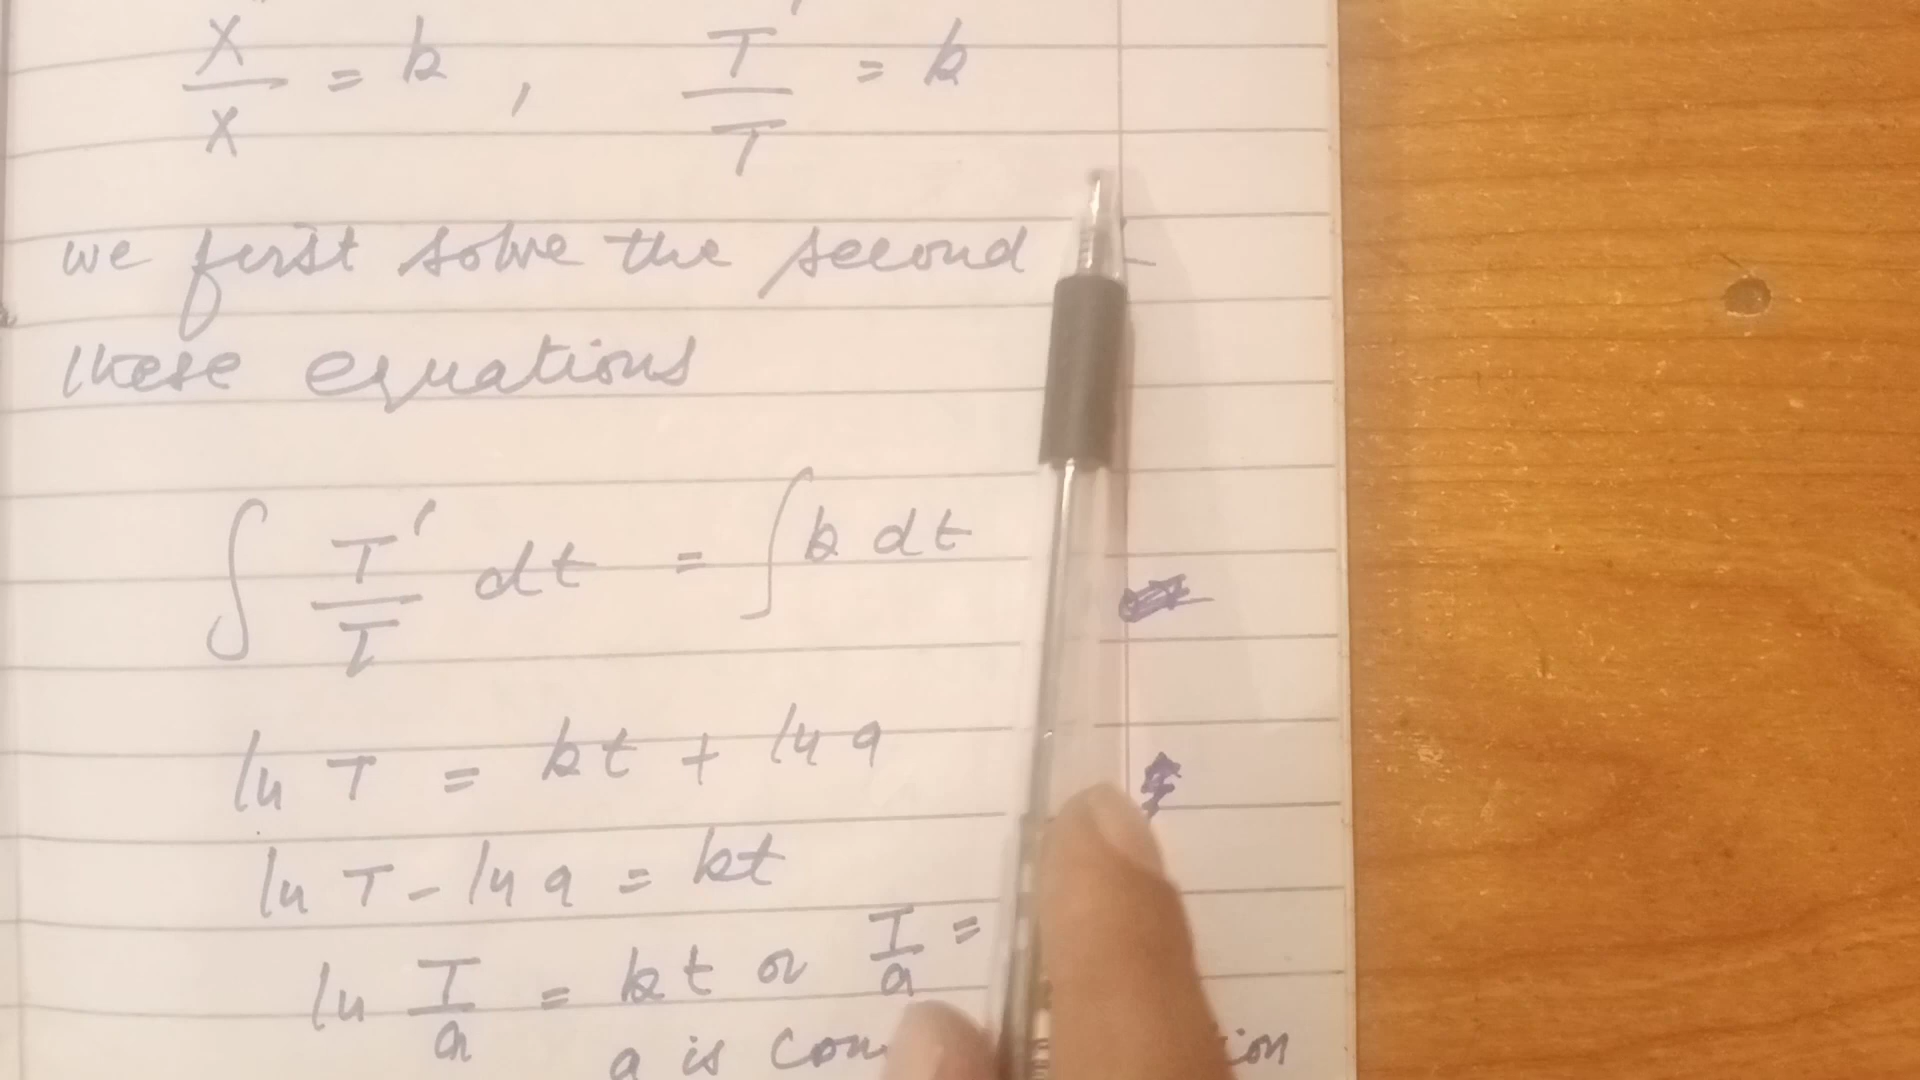 X/X = k , T'/T = k
we first solve the second
these equations
∫ T'/T dt = ∫ k dt
ln T = kt + ln a
ln T - ln a = kt
ln T/a = kt or T/a =
a is